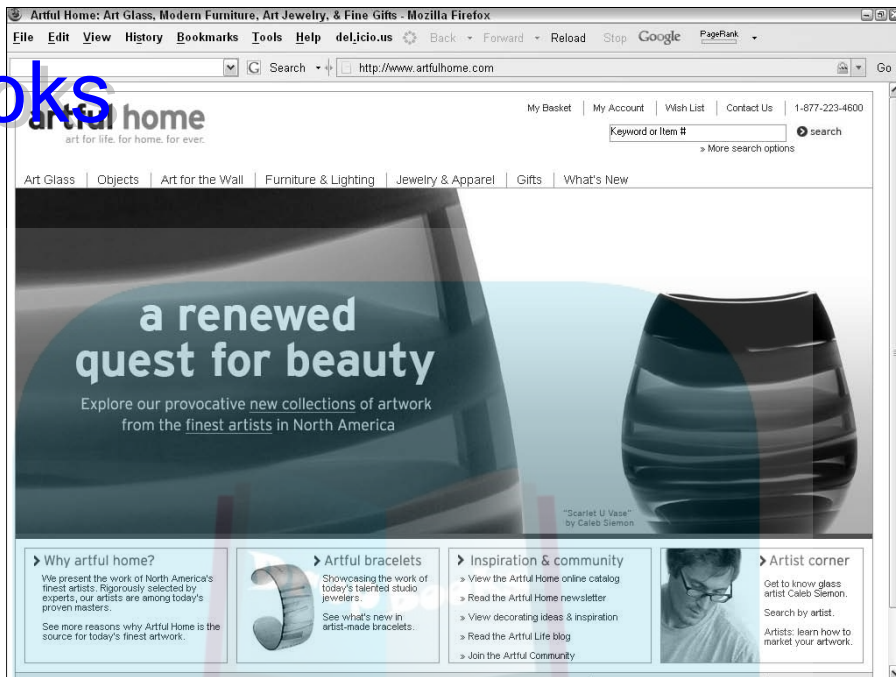 Artful Home: Art Glass, Modern Furniture, Art Jewelry, & Fine Gifts - Mozilla Firefox
File Edit View History Bookmarks Tools Help del.icio.us Back Forward Reload Stop Google PageRank
G Search http://www.artfulhome.com Go
oks
artful home
art for life. for home. for ever.
My Basket | My Account | Wish List | Contact Us | 1-877-223-4600
Keyword or Item # search
» More search options
Art Glass | Objects | Art for the Wall | Furniture & Lighting | Jewelry & Apparel | Gifts | What's New
a renewed
quest for beauty
Explore our provocative new collections of artwork
from the finest artists in North America
"Scarlet U Vase"
by Caleb Siemon
Why artful home?
We present the work of North America's
finest artists. Rigorously selected by
experts, our artists are among today's
proven masters.
See more reasons why Artful Home is the
source for today's finest artwork.
Artful bracelets
Showcasing the work of
today's talented studio
jewelers.
See what's new in
artist-made bracelets.
Inspiration & community
» View the Artful Home online catalog
» Read the Artful Home newsletter
» View decorating ideas & inspiration
» Read the Artful Life blog
» Join the Artful Community
Artist corner
Get to know glass
artist Caleb Siemon.
Search by artist.
Artists: learn how to
market your artwork.